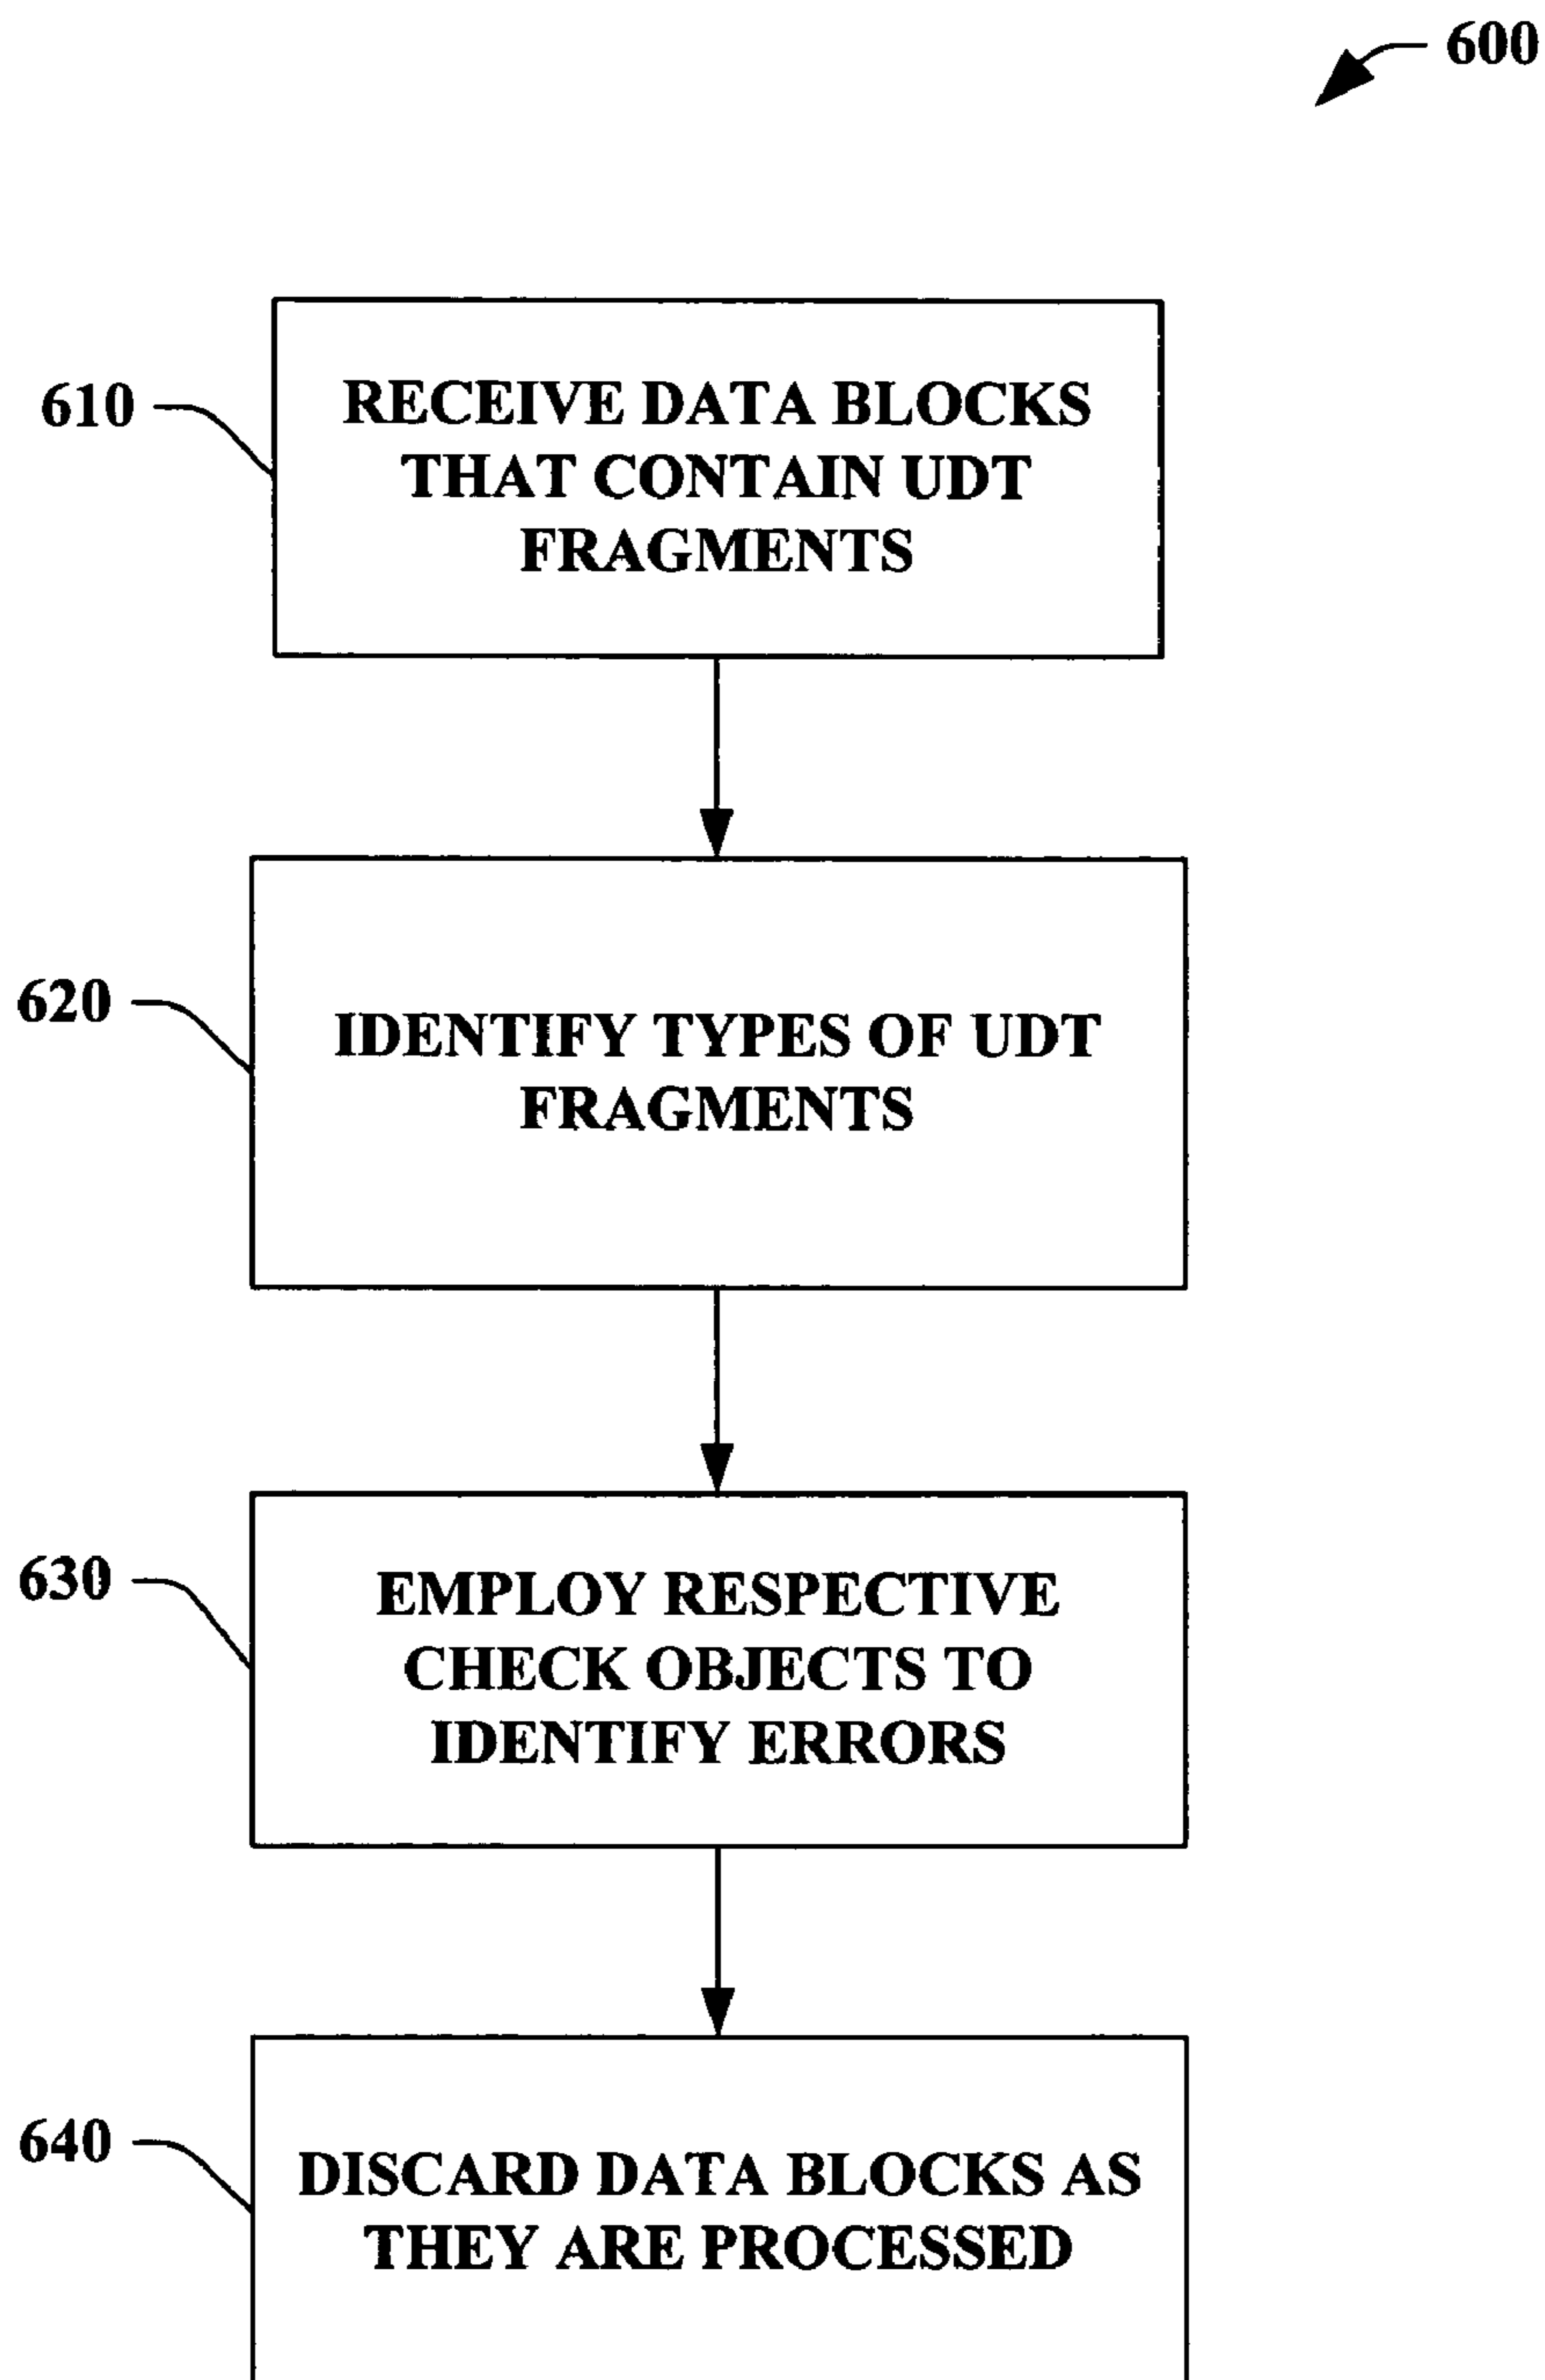 600
610
RECEIVE DATA BLOCKS
THAT CONTAIN UDT
FRAGMENTS
620
IDENTIFY TYPES OF UDT
FRAGMENTS
630
EMPLOY RESPECTIVE
CHECK OBJECTS TO
IDENTIFY ERRORS
640
DISCARD DATA BLOCKS AS
THEY ARE PROCESSED